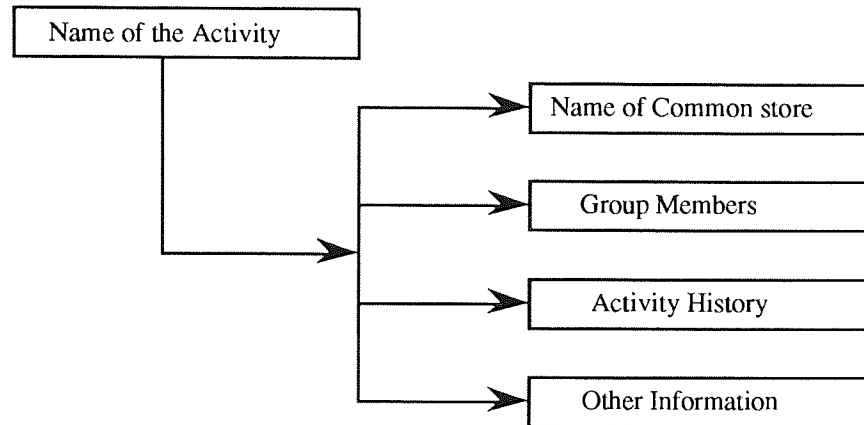 Name of the Activity
Name of Common store
Group Members
Activity History
Other Information